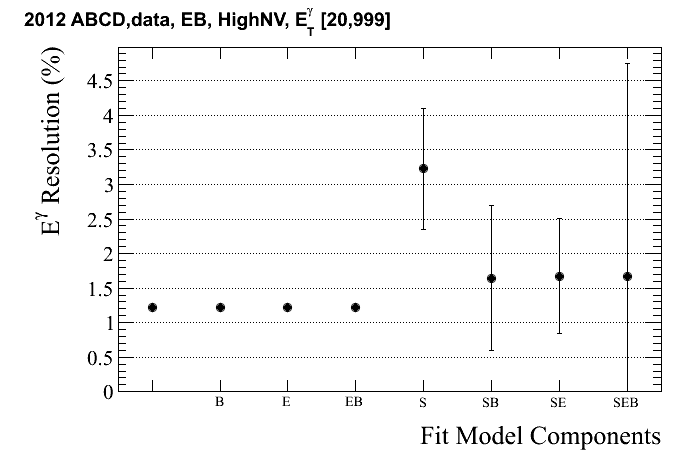 2012 ABCD,data, EB, HighNV, E_T^γ [20,999]
E^γ Resolution (%)
4.5
4
3.5
3
2.5
2
1.5
1
0.5
0
B E EB S SB SE SEB
Fit Model Components